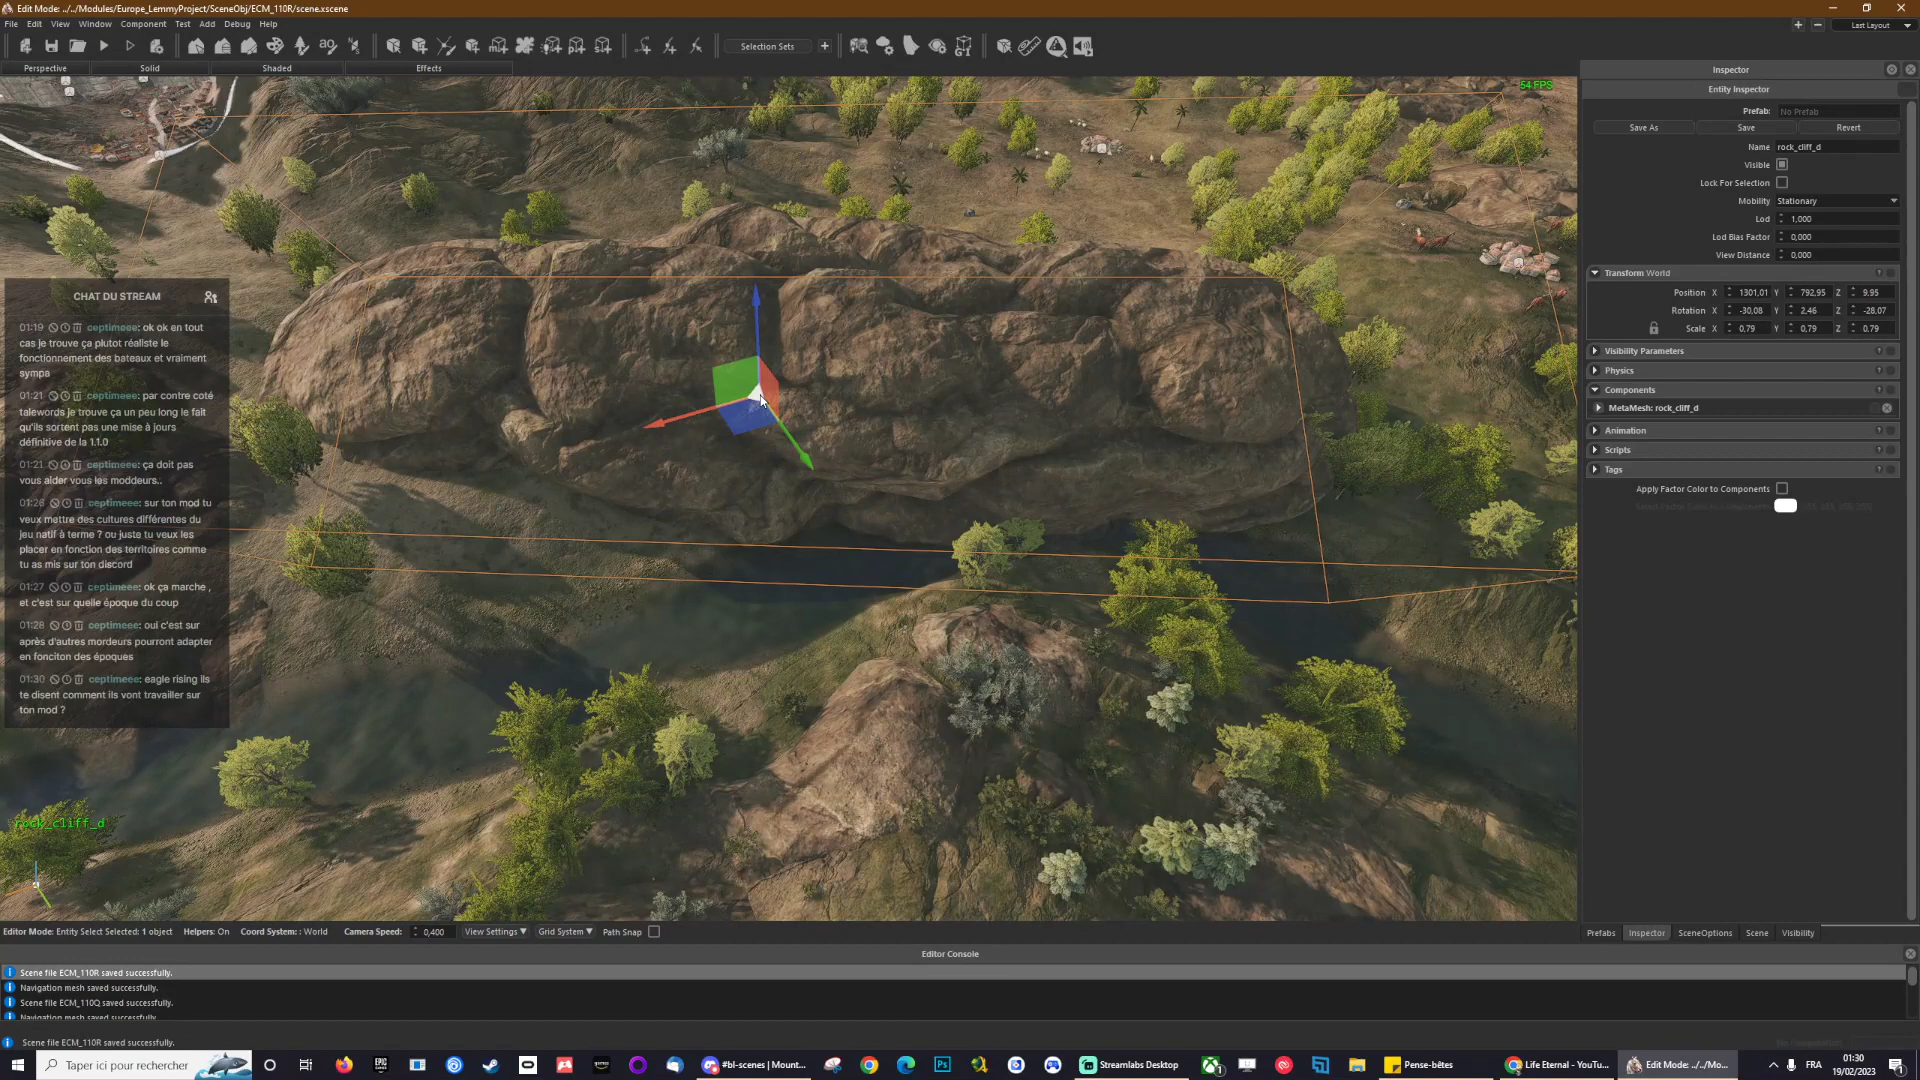 Edit Mode: ../../Modules/Europe_LemmyProject/SceneObj/ECM_110R/scene.xscene
File Edit View Window Component Test Add Debug Help
Last Layout
Selection Sets
Perspective Solid Shaded Effects
54 FPS
CHAT DU STREAM
01:19 ceptimeee: ok ok en tout
cas je trouve ça plutot réaliste le
fonctionnement des bateaux et vraiment
sympa
01:21 ceptimeee: par contre coté
talewords je trouve ça un peu long le fait
qu'ils sortent pas une mise à jours
définitive de la 1.1.0
01:21 ceptimeee: ça doit pas
vous aider vous les moddeurs..
01:26 ceptimeee: sur ton mod tu
veux mettre des cultures différentes du
jeu natif à terme ? ou juste tu veux les
placer en fonction des territoires comme
tu as mis sur ton discord
01:27 ceptimeee: ok ça marche ,
et c'est sur quelle époque du coup
01:28 ceptimeee: oui c'est sur
après d'autres mordeurs pourront adapter
en fonciton des époques
01:30 ceptimeee: eagle rising ils
te disent comment ils vont travailler sur
ton mod ?
rock_cliff_d
Inspector
Entity Inspector
Prefab: No Prefab
Save As Save Revert
Name rock_cliff_d
Visible
Lock For Selection
Mobility Stationary
Lod 1,000
Lod Bias Factor 0,000
View Distance 0,000
Transform World
Position X 1301,01 Y 792,95 Z 9.95
Rotation X -30,08 Y 2.46 Z -28.07
Scale X 0.79 Y 0,79 Z 0.79
Visibility Parameters
Physics
Components
MetaMesh: rock_cliff_d
Animation
Scripts
Tags
Apply Factor Color to Components
Prefabs Inspector SceneOptions Scene Visibility
Editor Mode: Entity Select Selected: 1 object Helpers: On Coord System: : World Camera Speed: 0,400 View Settings Grid System Path Snap
Editor Console
Scene file ECM_110R saved successfully.
Navigation mesh saved successfully.
Scene file ECM_110Q saved successfully.
Navigation mesh saved successfully.
Scene file ECM_110R saved successfully.
Taper ici pour rechercher
#bl-scenes | Mount...
Streamlabs Desktop
Pense-bêtes
Life Eternal - YouTu...
Edit Mode: ../../Mo...
FRA
01:30
19/02/2023